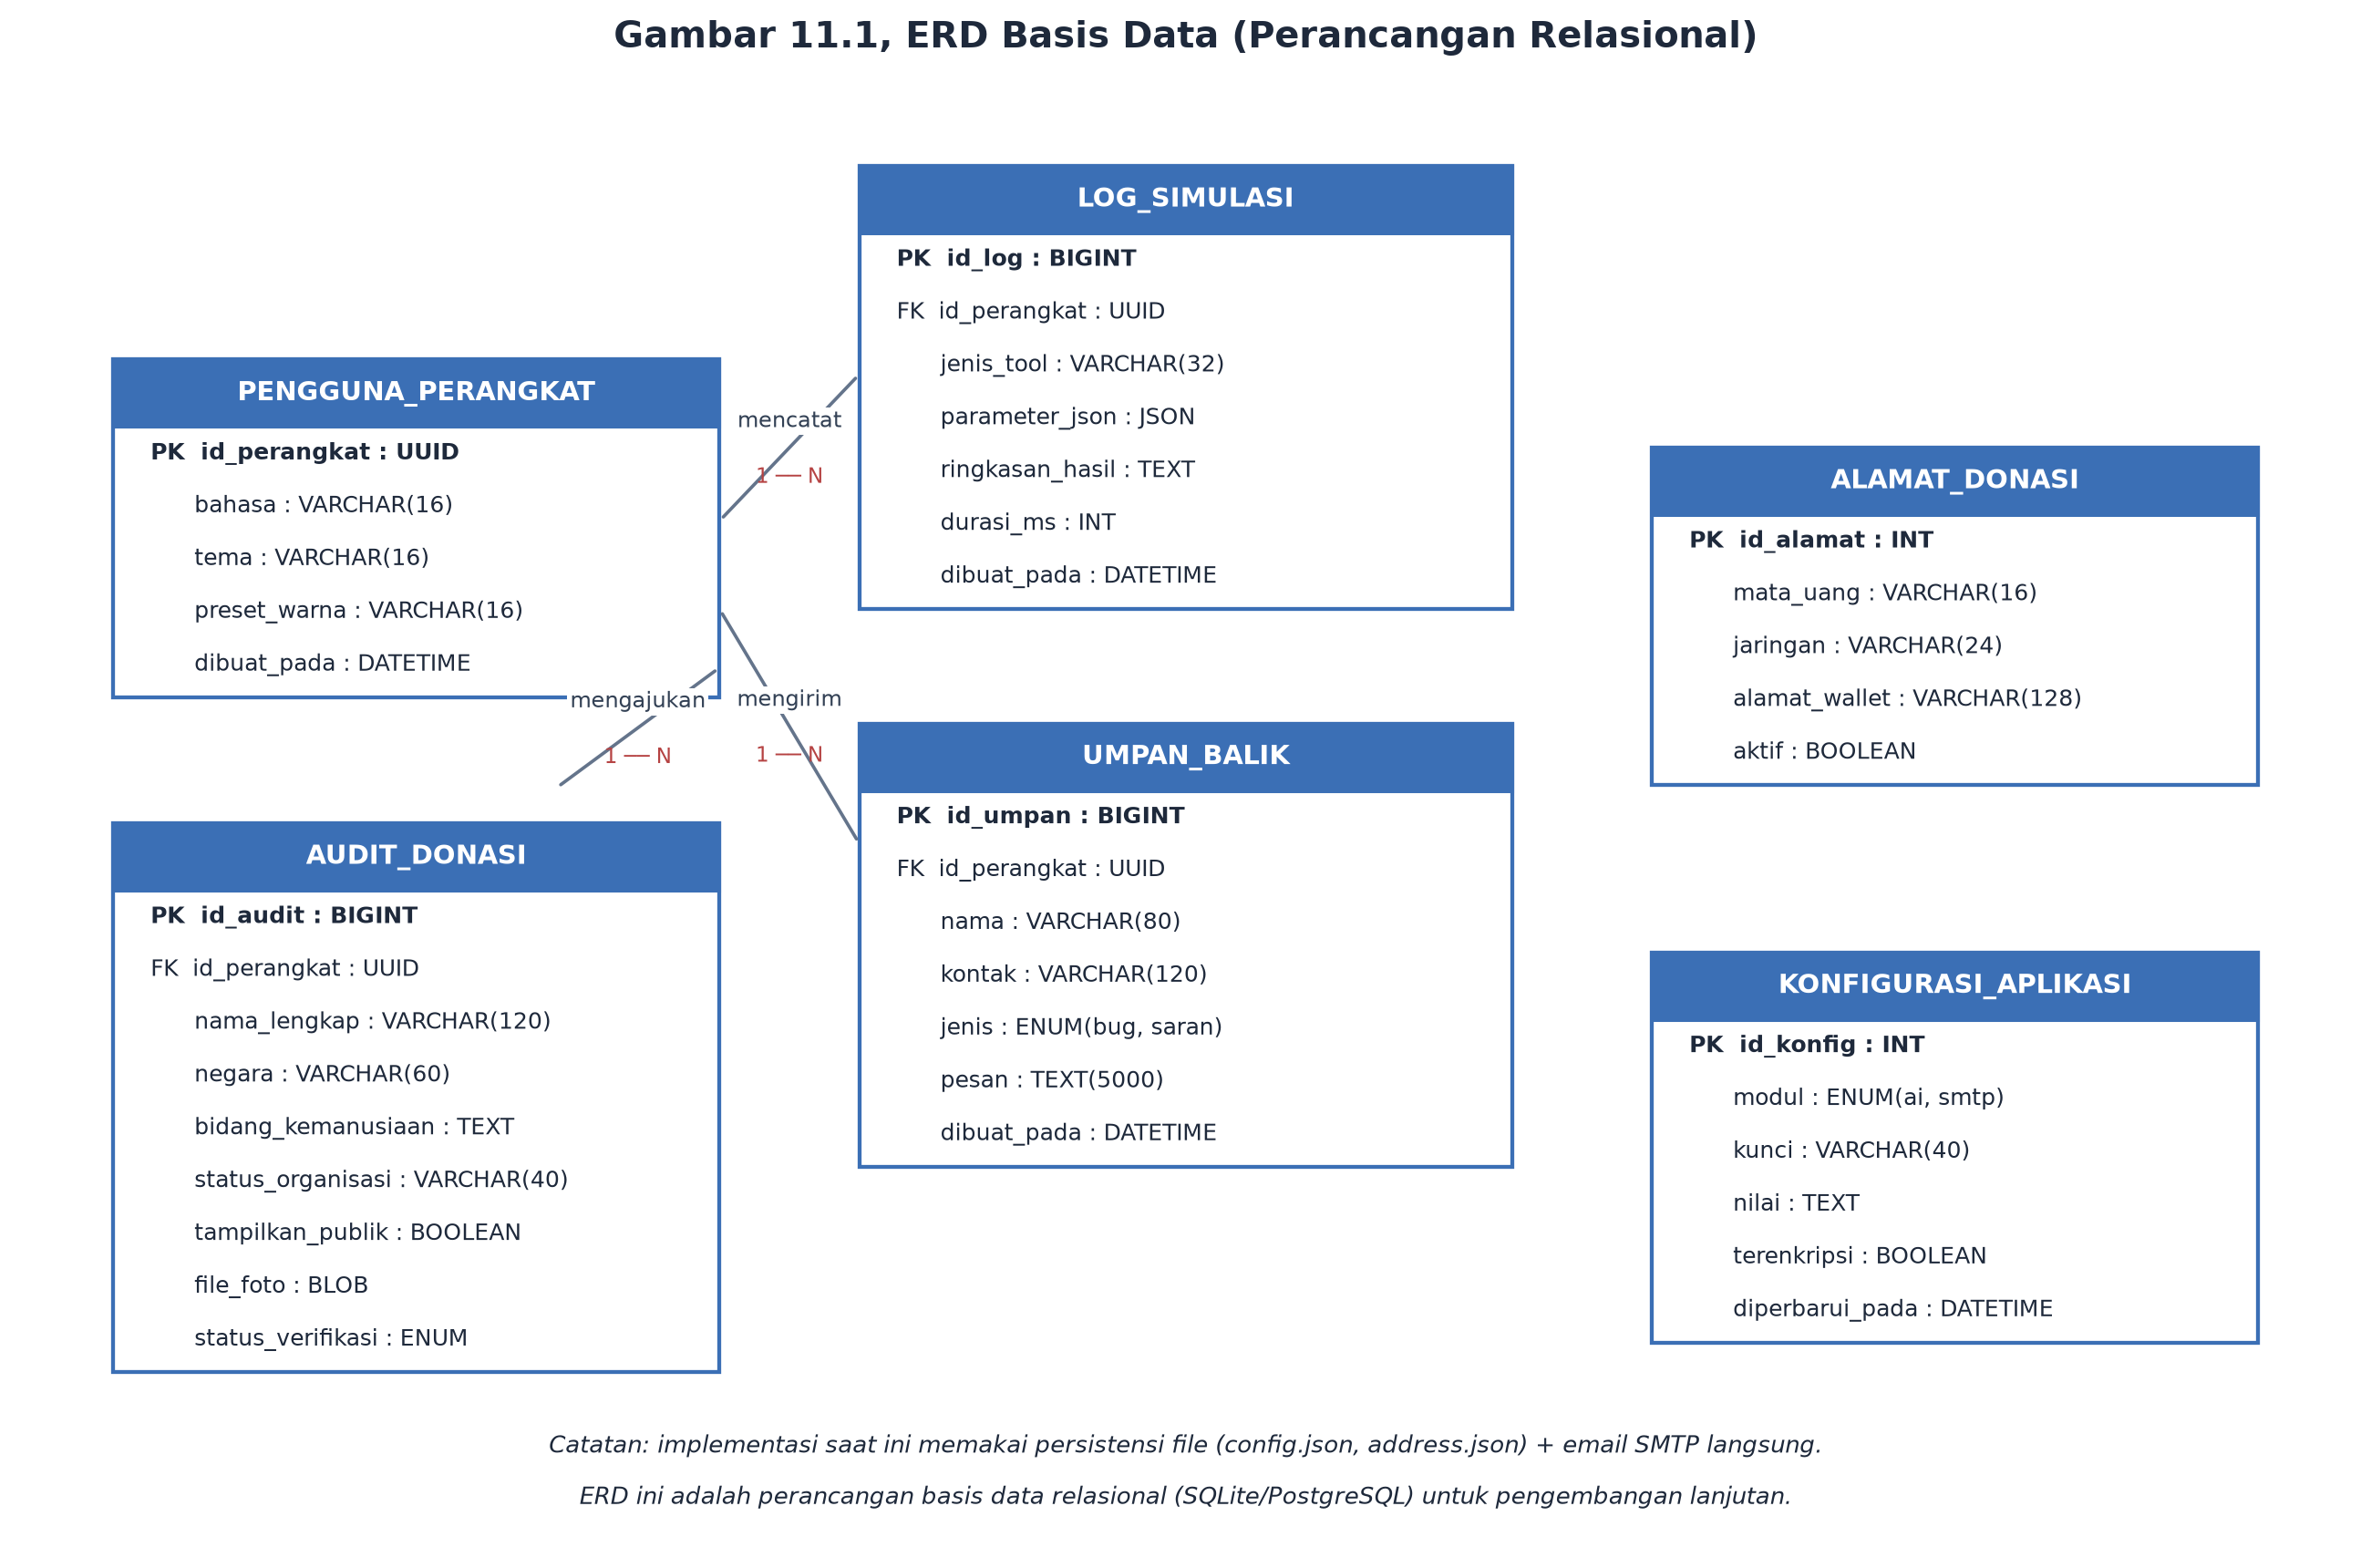 Gambar 11.1, ERD Basis Data (Perancangan Relasional)
PENGGUNA_PERANGKAT
PK id_perangkat : UUID
bahasa : VARCHAR(16)
tema : VARCHAR(16)
preset_warna : VARCHAR(16)
dibuat_pada : DATETIME
mencatat
1 — N
mengajukan
1 — N
mengirim
1 — N
LOG_SIMULASI
PK id_log : BIGINT
FK id_perangkat : UUID
jenis_tool : VARCHAR(32)
parameter_json : JSON
ringkasan_hasil : TEXT
durasi_ms : INT
dibuat_pada : DATETIME
AUDIT_DONASI
PK id_audit : BIGINT
FK id_perangkat : UUID
nama_lengkap : VARCHAR(120)
negara : VARCHAR(60)
bidang_kemanusiaan : TEXT
status_organisasi : VARCHAR(40)
tampilkan_publik : BOOLEAN
file_foto : BLOB
status_verifikasi : ENUM
UMPAN_BALIK
PK id_umpan : BIGINT
FK id_perangkat : UUID
nama : VARCHAR(80)
kontak : VARCHAR(120)
jenis : ENUM(bug, saran)
pesan : TEXT(5000)
dibuat_pada : DATETIME
ALAMAT_DONASI
PK id_alamat : INT
mata_uang : VARCHAR(16)
jaringan : VARCHAR(24)
alamat_wallet : VARCHAR(128)
aktif : BOOLEAN
KONFIGURASI_APLIKASI
PK id_konfig : INT
modul : ENUM(ai, smtp)
kunci : VARCHAR(40)
nilai : TEXT
terenkripsi : BOOLEAN
diperbarui_pada : DATETIME
Catatan: implementasi saat ini memakai persistensi file (config.json, address.json) + email SMTP langsung.
ERD ini adalah perancangan basis data relasional (SQLite/PostgreSQL) untuk pengembangan lanjutan.